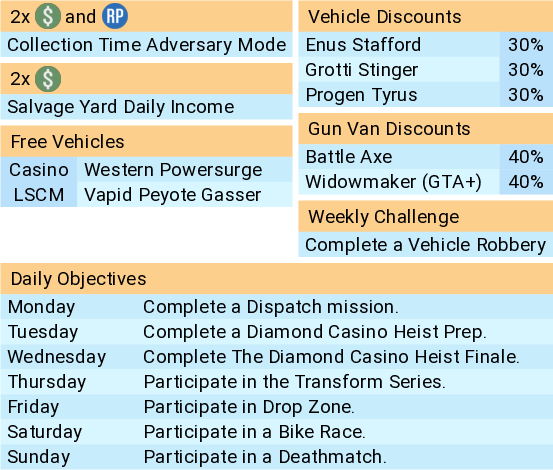 2x $ and RP
Collection Time Adversary Mode
2x $
Salvage Yard Daily Income
Free Vehicles
Casino Western Powersurge
LSCM Vapid Peyote Gasser
Vehicle Discounts
Enus Stafford 30%
Grotti Stinger 30%
Progen Tyrus 30%
Gun Van Discounts
Battle Axe 40%
Widowmaker (GTA+) 40%
Weekly Challenge
Complete a Vehicle Robbery
Daily Objectives
Monday Complete a Dispatch mission.
Tuesday Complete a Diamond Casino Heist Prep.
Wednesday Complete The Diamond Casino Heist Finale.
Thursday Participate in the Transform Series.
Friday Participate in Drop Zone.
Saturday Participate in a Bike Race.
Sunday Participate in a Deathmatch.